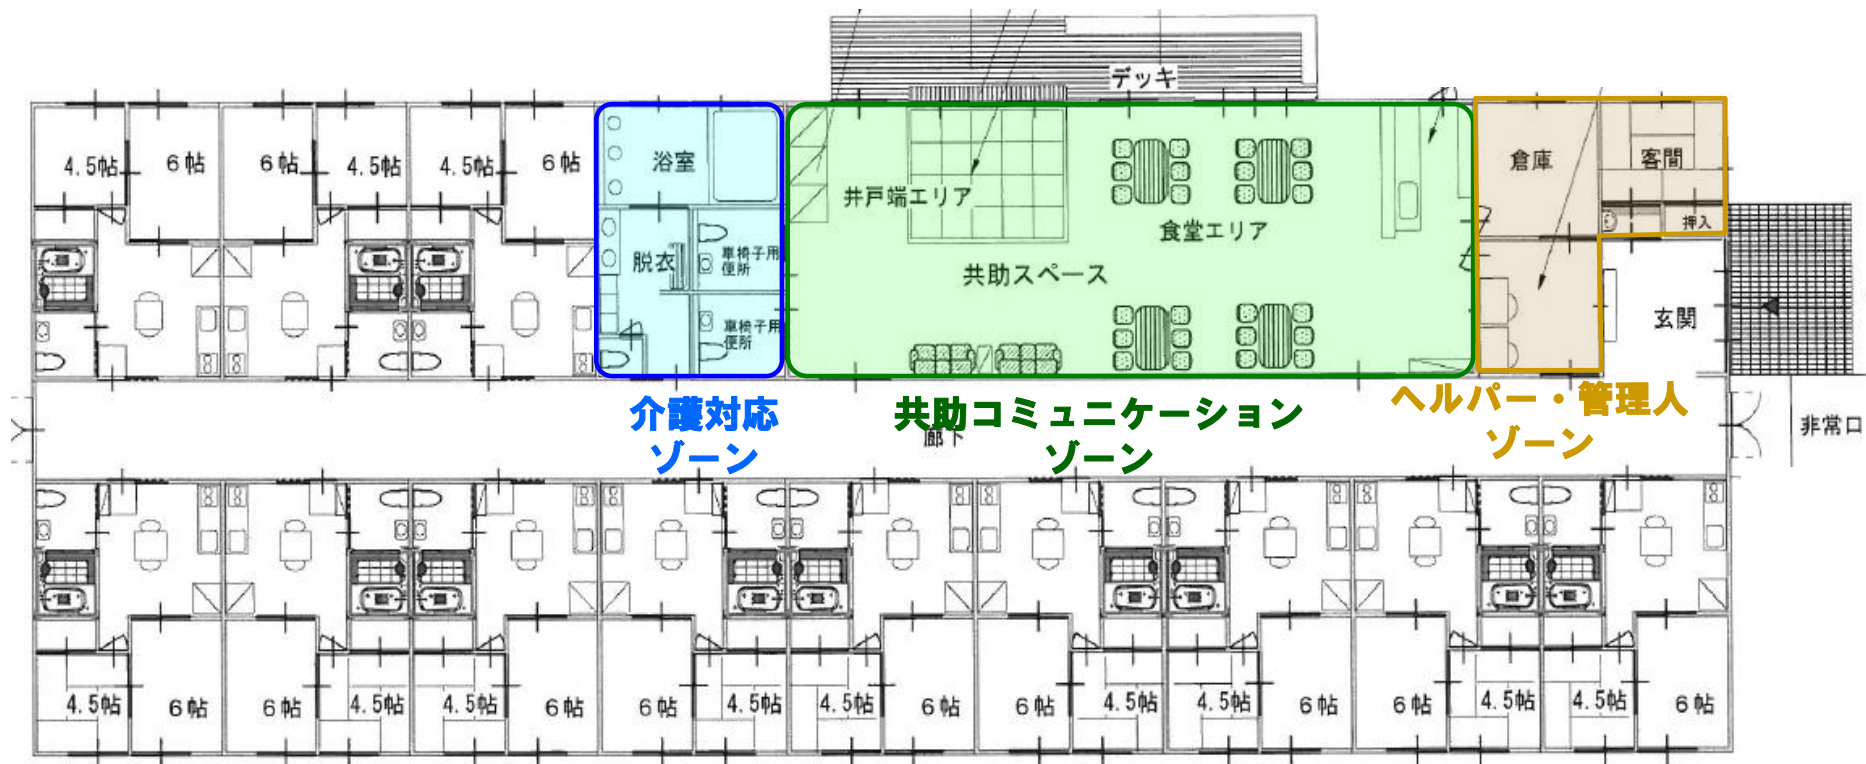 デッキ
4.5帖
6帖
6帖
4.5帖
4.5帖
6帖
浴室
脱衣
車椅子用
便所
車椅子用
便所
井戸端エリア
食堂エリア
共助スペース
倉庫
客間
押入
玄関
介護対応
ゾーン
共助コミュニケーション
ゾーン
ヘルパー・管理人
ゾーン
廊下
非常口
4.5帖
6帖
6帖
4.5帖
4.5帖
6帖
6帖
4.5帖
4.5帖
6帖
6帖
4.5帖
4.5帖
6帖
6帖
4.5帖
4.5帖
6帖